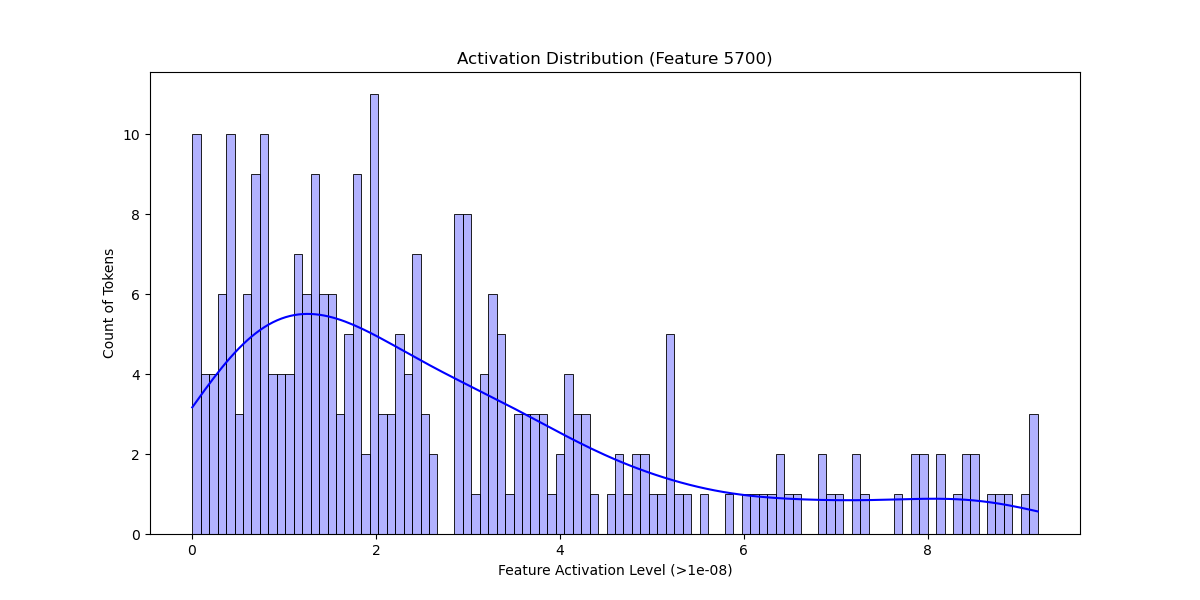 Activation Distribution (Feature 5700)
Count of Tokens
10
8
6
4
2
0
0 2 4 6 8
Feature Activation Level (>1e-08)